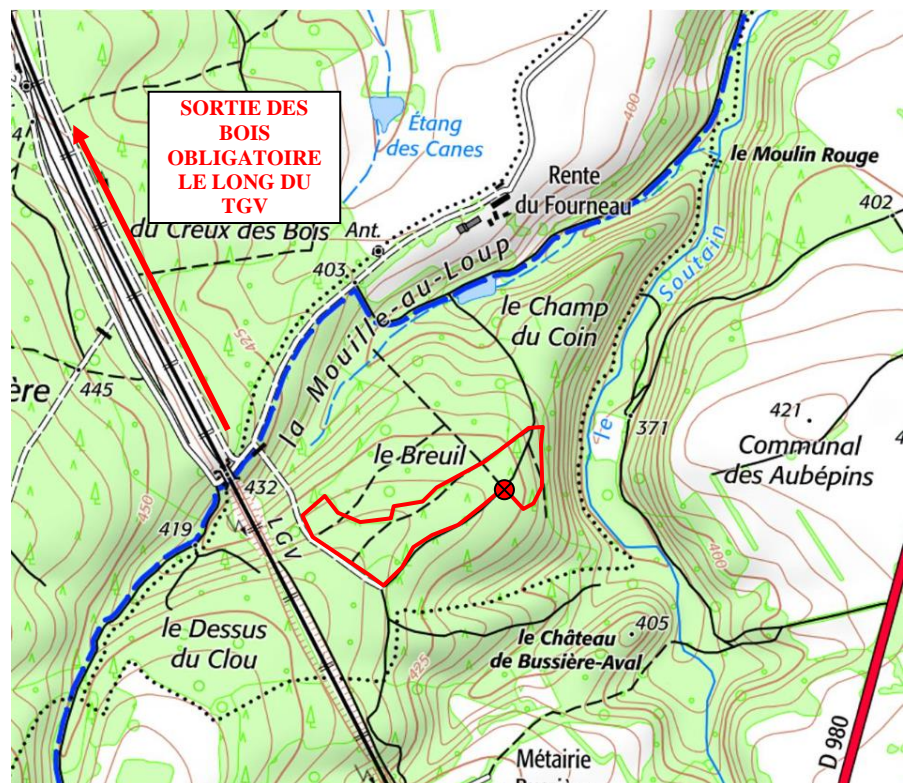 SORTIE DES
BOIS
OBLIGATOIRE
LE LONG DU
TGV
Étang
des Canes
400
le Moulin Rouge
Rente
du Fourneau
402
du Creux des Bois
Ant.
403
la Mouille-au-Loup
le Champ
du Coin
Soutain
le
425
ère
445
371
421
Communal
des Aubépins
4
le Breuil
432
450
419
LGV
400
le Dessus
du Clou
405
le Château
de Bussière-Aval
425
D 980
Métairie